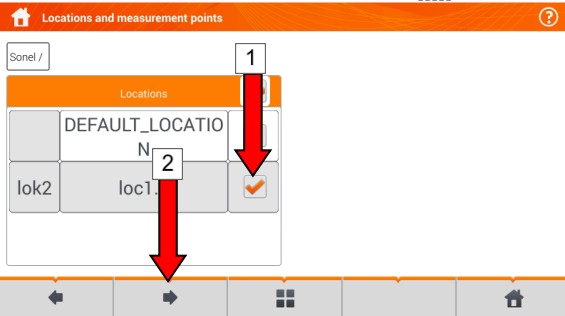 Locations and measurement points
?
Sonel /
1
Locations
DEFAULT_LOCATIO
N
2
lok2
loc1.